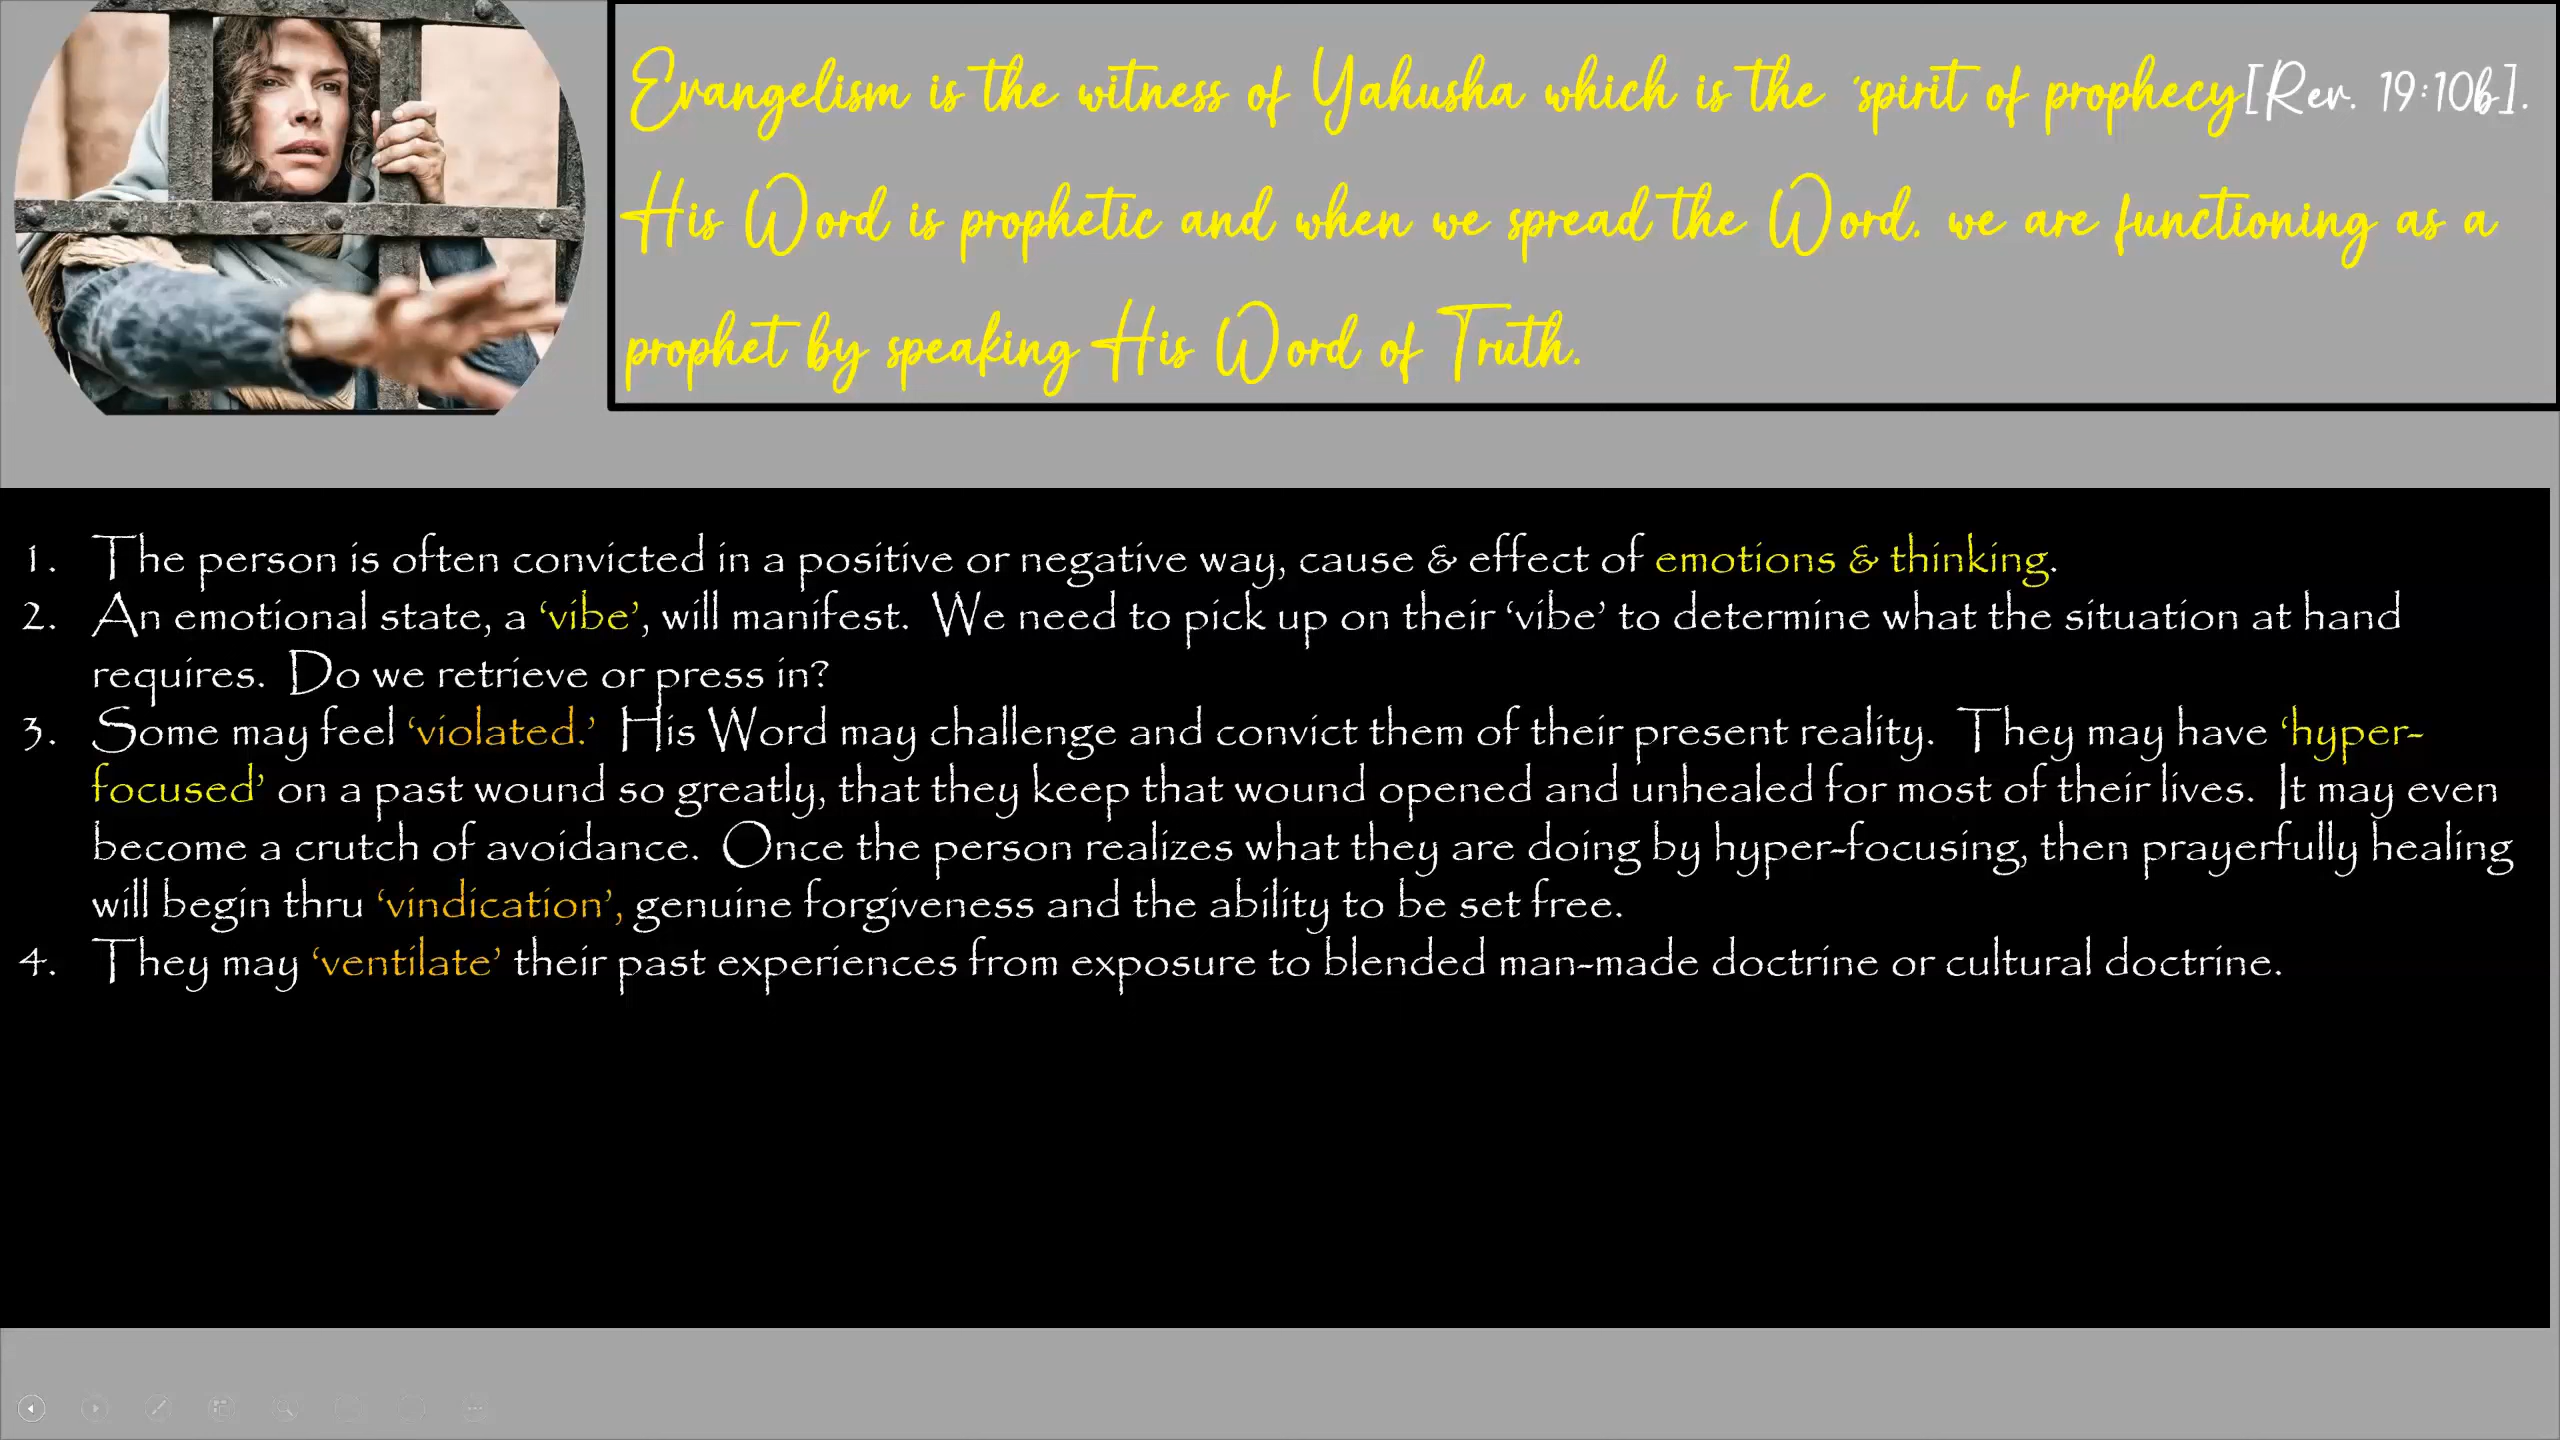 Evangelism is the witness of Yahusha which is the 'spirit of prophecy[Rev. 19:10b].
His Word is prophetic and when we spread the Word, we are functioning as a
prophet by speaking His Word of Truth.
1. The person is often convicted in a positive or negative way, cause & effect of emotions & thinking.
2. An emotional state, a ‘vibe’, will manifest. We need to pick up on their ‘vibe’ to determine what the situation at hand
requires. Do we retrieve or press in?
3. Some may feel ‘violated.’ His Word may challenge and convict them of their present reality. They may have ‘hyper-
focused’ on a past wound so greatly, that they keep that wound opened and unhealed for most of their lives. It may even
become a crutch of avoidance. Once the person realizes what they are doing by hyper-focusing, then prayerfully healing
will begin thru ‘vindication’, genuine forgiveness and the ability to be set free.
4. They may ‘ventilate’ their past experiences from exposure to blended man-made doctrine or cultural doctrine.